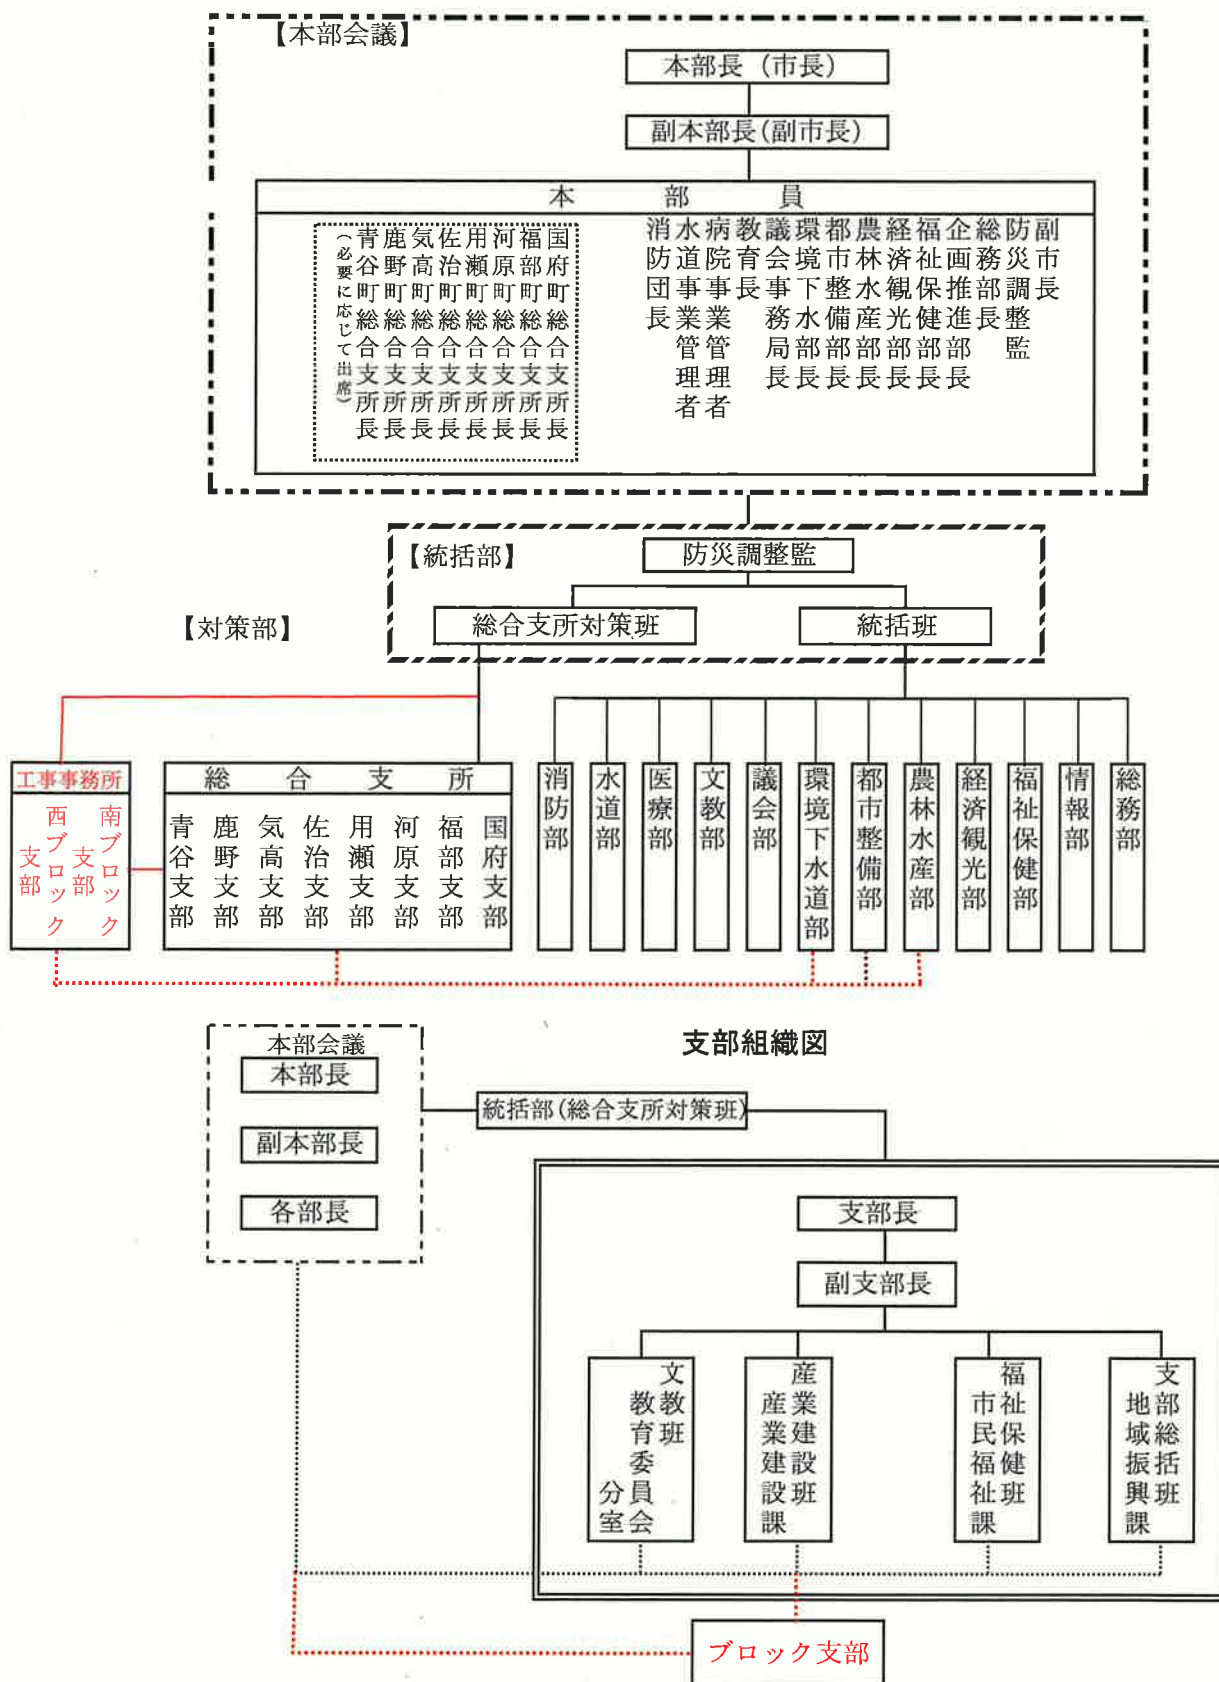 【本部会議】
本部長（市長）
副本部長(副市長)
本部員
副市長
防災調整監
総務部長
企画推進部長
福祉保健部長
経済観光部長
農林水産部長
都市整備部長
環境下水部長
議会事務局長
教育長
病院事業管理者
水道事業管理者
消防団長
国府町総合支所長
福部町総合支所長
河原町総合支所長
用瀬町総合支所長
佐治町総合支所長
気高町総合支所長
鹿野町総合支所長
青谷町総合支所長
（必要に応じて出席）
【統括部】
防災調整監
総合支所対策班
統括班
【対策部】
工事事務所
南ブロック
支部
西ブロック
支部
総合支所
国府支部
福部支部
河原支部
用瀬支部
佐治支部
気高支部
鹿野支部
青谷支部
総務部
情報部
福祉保健部
経済観光部
農林水産部
都市整備部
環境下水道部
議会部
文教部
医療部
水道部
消防部
支部組織図
本部会議
本部長
副本部長
各部長
統括部(総合支所対策班)
支部長
副支部長
支部総括班
地域振興課
福祉保健班
市民福祉課
産業建設班
産業建設課
文教班
教育委員会
分室
ブロック支部